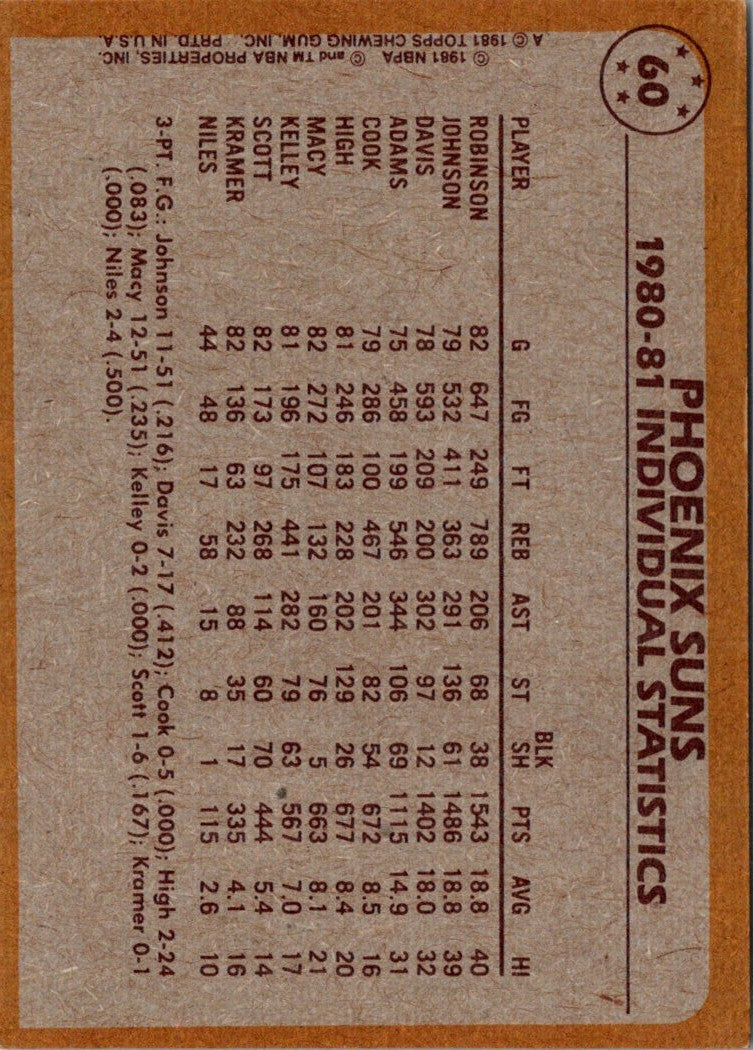 60
PHOENIX SUNS
1980-81 INDIVIDUAL STATISTICS
BLK
PLAYER G FG FT REB AST ST SH PTS AVG HI
ROBINSON 82 647 249 789 206 68 38 1543 18.8 40
JOHNSON 79 532 411 363 291 136 61 1486 18.8 39
DAVIS 78 593 209 200 302 97 12 1402 18.0 32
ADAMS 75 458 199 546 344 106 69 1115 14.9 31
COOK 79 286 100 467 201 82 54 672 8.5 16
HIGH 81 246 183 228 202 129 26 677 8.4 20
MACY 82 272 107 132 160 76 5 663 8.1 21
KELLEY 81 196 175 441 282 79 63 567 7.0 17
SCOTT 82 173 97 268 114 60 70 444 5.4 14
KRAMER 82 136 63 232 88 35 17 335 4.1 16
NILES 44 48 17 58 15 8 1 115 2.6 10
3-PT. F.G.: Johnson 11-51 (.216); Davis 7-17 (.412); Cook 0-5 (.000); High 2-24
(.083); Macy 12-51 (.235); Kelley 0-2 (.000); Scott 1-6 (.167); Kramer 0-1
(.000); Niles 2-4 (.500).
© 1981 NBPA © and TM NBA PROPERTIES, INC.
A © 1981 TOPPS CHEWING GUM, INC. PRTD. IN U.S.A